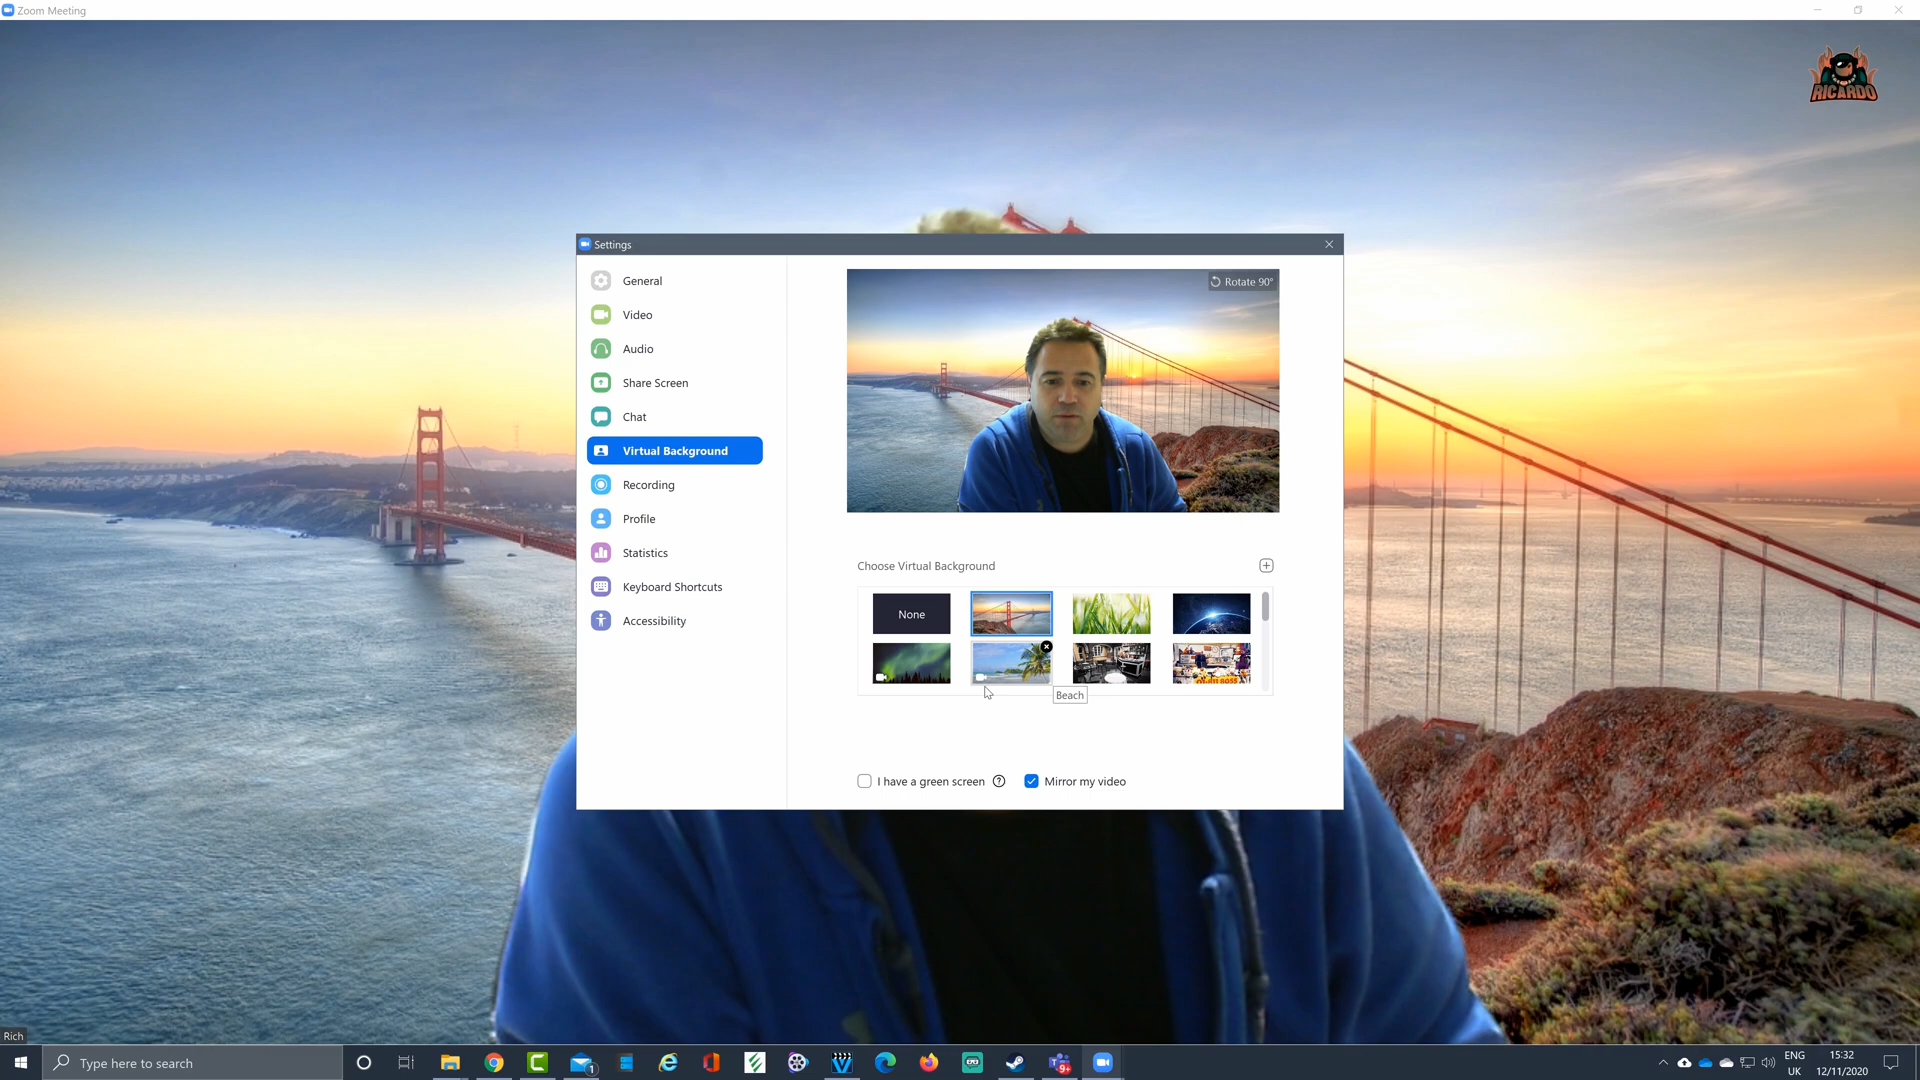 Zoom Meeting
RICARDO
Settings
General
Video
Audio
Share Screen
Chat
Virtual Background
Recording
Profile
Statistics
Keyboard Shortcuts
Accessibility
Rotate 90°
Choose Virtual Background
None
Beach
I have a green screen
Mirror my video
Rich
Type here to search
1
9+
ENG
UK
15:32
12/11/2020